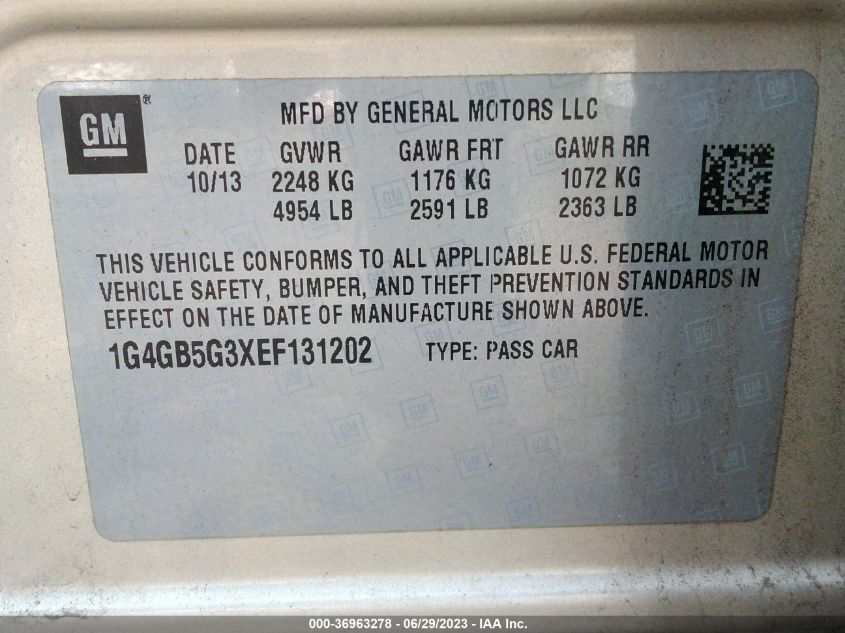 GM ®
MFD BY GENERAL MOTORS LLC
DATE GVWR GAWR FRT GAWR RR
10/13 2248 KG 1176 KG 1072 KG
4954 LB 2591 LB 2363 LB
THIS VEHICLE CONFORMS TO ALL APPLICABLE U.S. FEDERAL MOTOR
VEHICLE SAFETY, BUMPER, AND THEFT PREVENTION STANDARDS IN
EFFECT ON THE DATE OF MANUFACTURE SHOWN ABOVE.
1G4GB5G3XEF131202 TYPE: PASS CAR
000-36963278 - 06/29/2023 - IAA Inc.